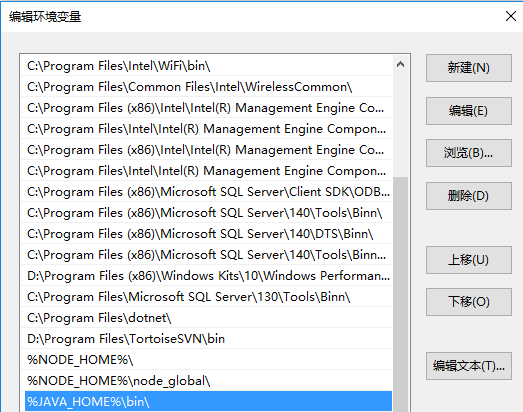 编辑环境变量
C:\Program Files\Intel\WiFi\bin\
C:\Program Files\Common Files\Intel\WirelessCommon\
C:\Program Files (x86)\Intel\Intel(R) Management Engine Co...
C:\Program Files\Intel\Intel(R) Management Engine Compon...
C:\Program Files (x86)\Intel\Intel(R) Management Engine Co...
C:\Program Files\Intel\Intel(R) Management Engine Compon...
C:\Program Files (x86)\Microsoft SQL Server\Client SDK\ODB...
C:\Program Files (x86)\Microsoft SQL Server\140\Tools\Binn\
C:\Program Files (x86)\Microsoft SQL Server\140\DTS\Binn\
C:\Program Files (x86)\Microsoft SQL Server\140\Tools\Binn...
D:\Program Files (x86)\Windows Kits\10\Windows Performan...
C:\Program Files\Microsoft SQL Server\130\Tools\Binn\
C:\Program Files\dotnet\
D:\Program Files\TortoiseSVN\bin
%NODE_HOME%\
%NODE_HOME%\node_global\
%JAVA_HOME%\bin\
新建(N)
编辑(E)
浏览(B)...
删除(D)
上移(U)
下移(O)
编辑文本(T)...